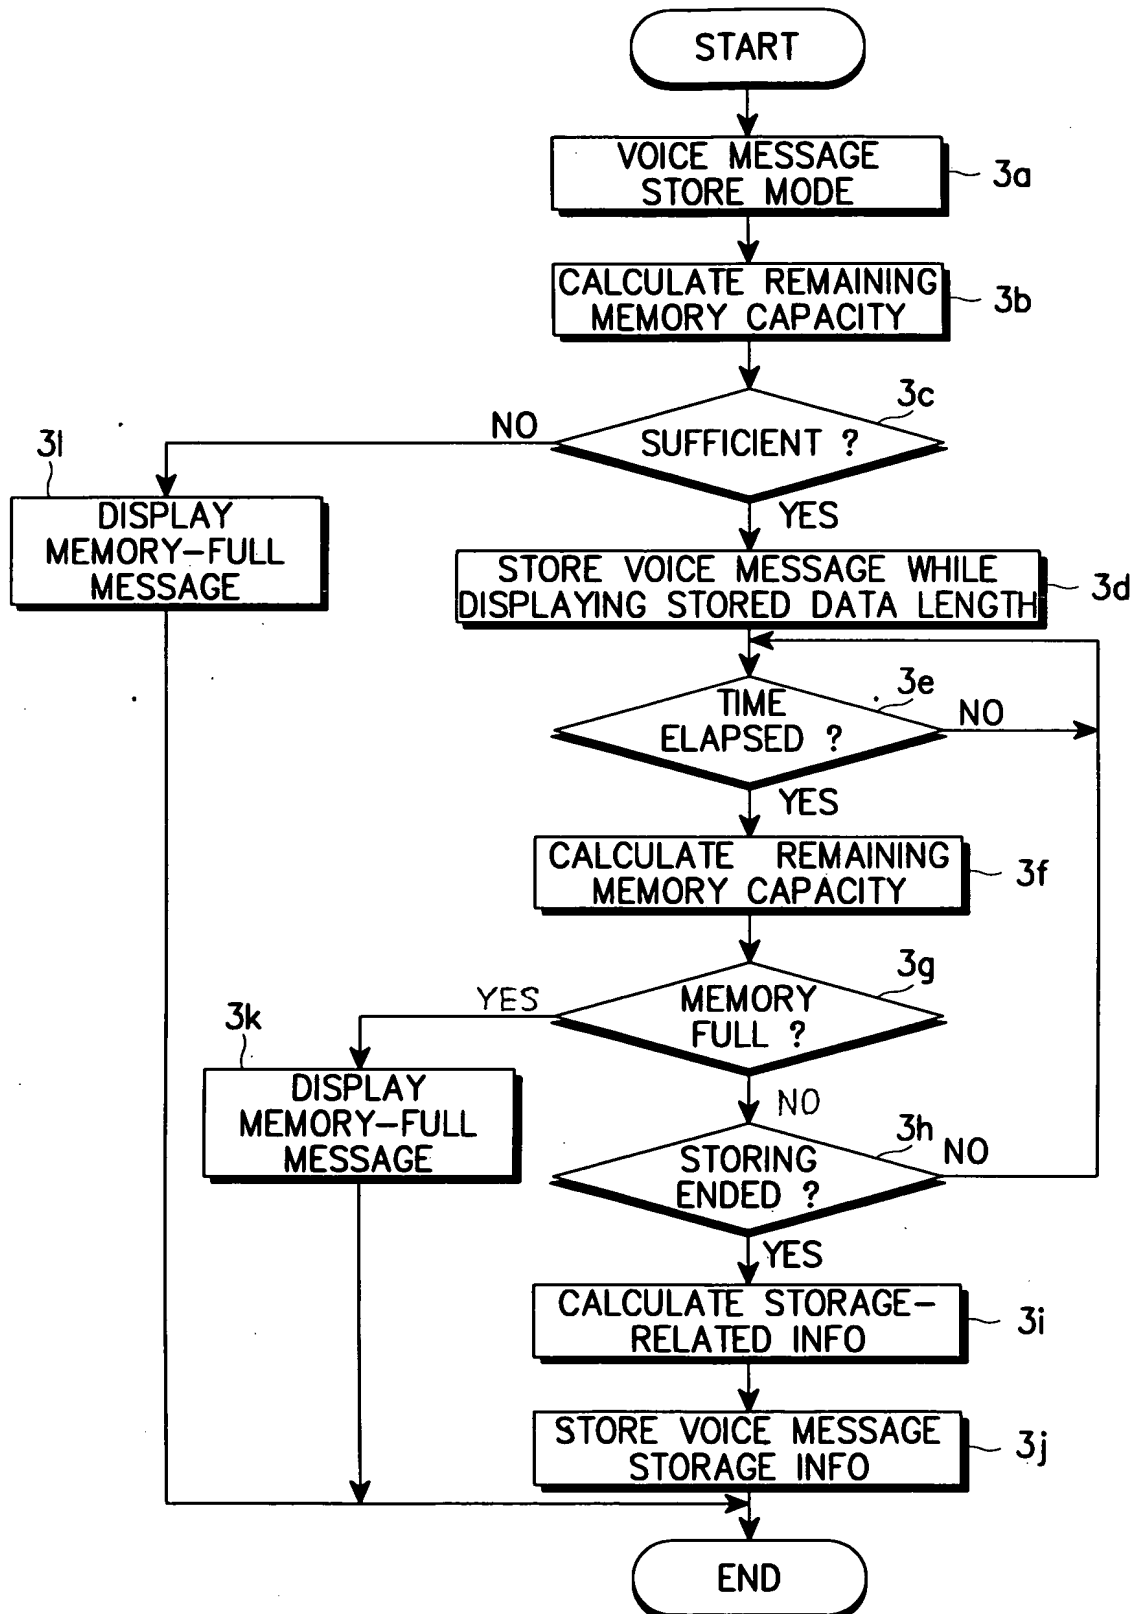 START
VOICE MESSAGE
STORE MODE
3a
CALCULATE REMAINING
MEMORY CAPACITY
3b
3c
SUFFICIENT ?
NO
YES
3l
DISPLAY
MEMORY-FULL
MESSAGE
STORE VOICE MESSAGE WHILE
DISPLAYING STORED DATA LENGTH
3d
3e
TIME
ELAPSED ?
NO
YES
CALCULATE REMAINING
MEMORY CAPACITY
3f
3g
MEMORY
FULL ?
YES
NO
3k
DISPLAY
MEMORY-FULL
MESSAGE
3h
STORING
ENDED ?
NO
YES
CALCULATE STORAGE-
RELATED INFO
3i
STORE VOICE MESSAGE
STORAGE INFO
3j
END